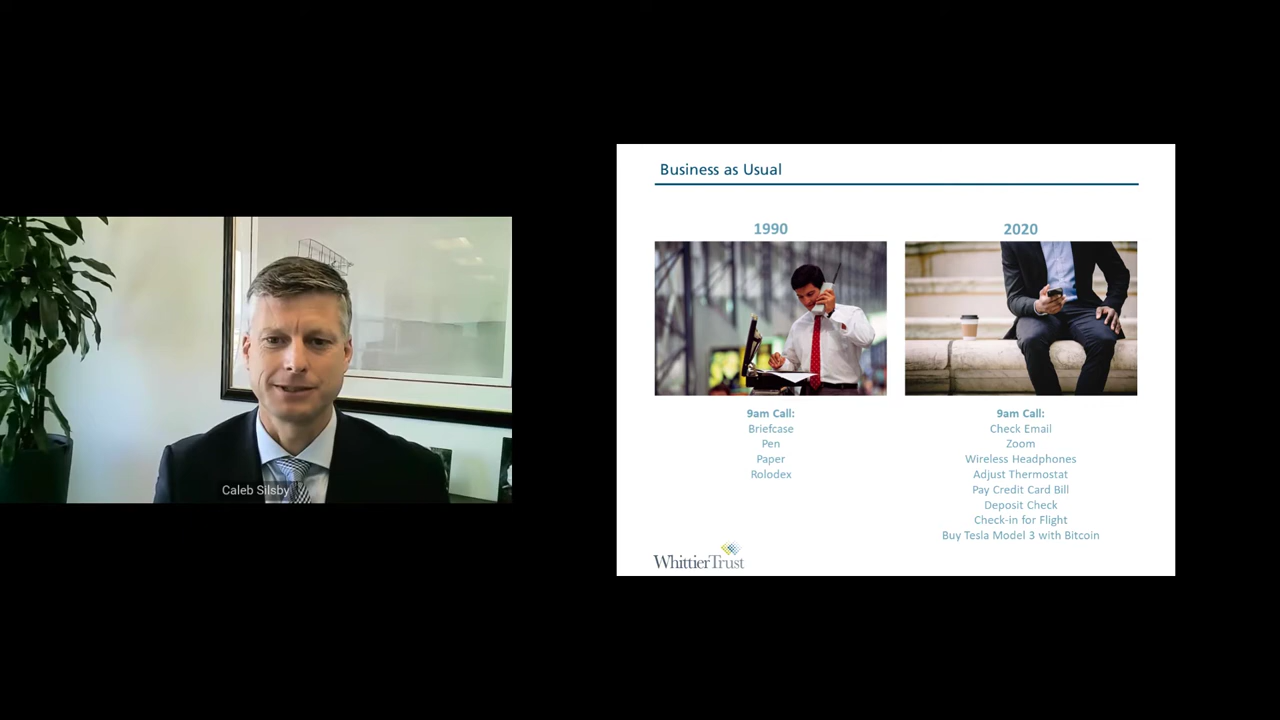 Caleb Silsby
Business as Usual
1990
9am Call:
Briefcase
Pen
Paper
Rolodex
2020
9am Call:
Check Email
Zoom
Wireless Headphones
Adjust Thermostat
Pay Credit Card Bill
Deposit Check
Check-in for Flight
Buy Tesla Model 3 with Bitcoin
WhittierTrust